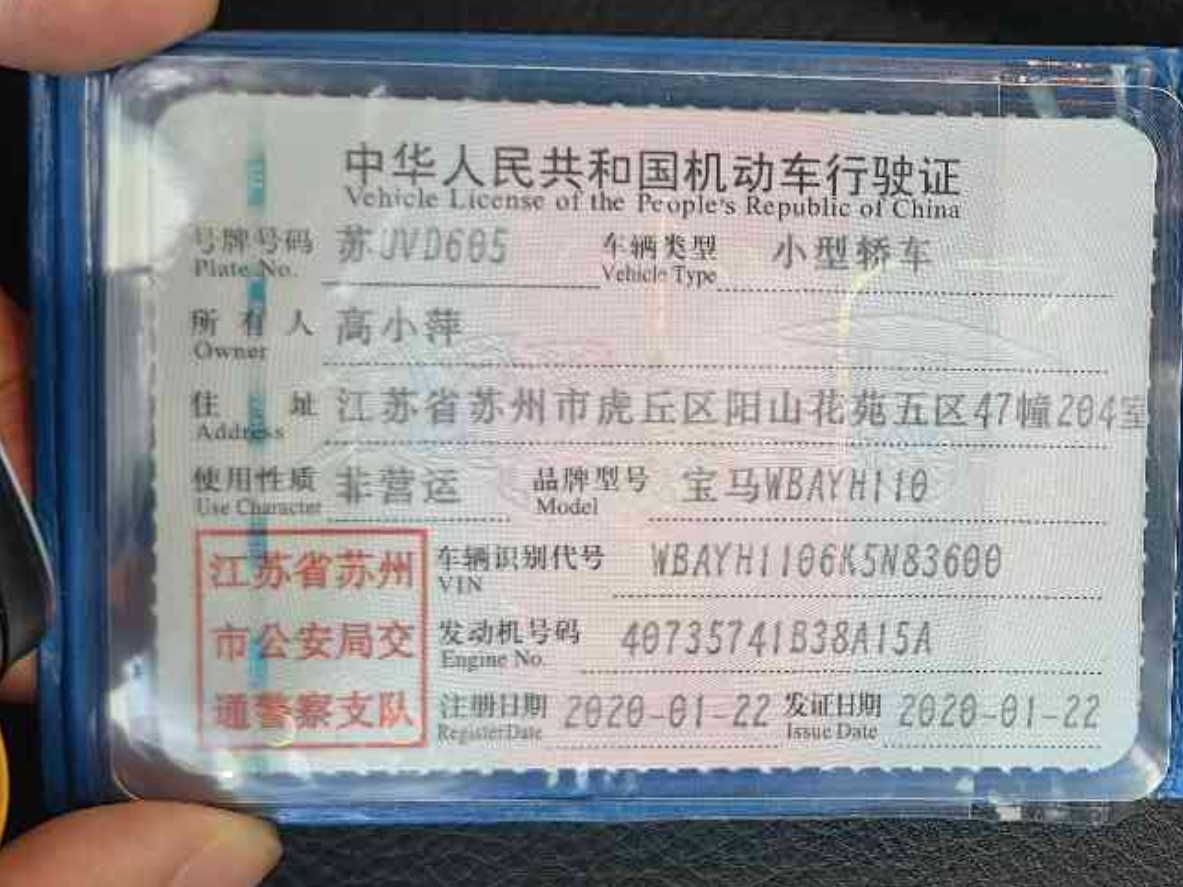 中华人民共和国机动车行驶证
Vehicle License of the People's Republic of China
号牌号码 苏UVD605 车辆类型 小型轿车
Plate No. Vehicle Type
所有人 高小萍
Owner
住址 江苏省苏州市虎丘区阳山花苑五区47幢204室
Address
使用性质 非营运 品牌型号 宝马WBAYH110
Use Character Model
江苏省苏州 车辆识别代号 WBAYH1106K5N83600
VIN
市公安局交 发动机号码 40735741B38A15A
Engine No.
通警察支队 注册日期 2020-01-22 发证日期 2020-01-22
RegisterDate Issue Date